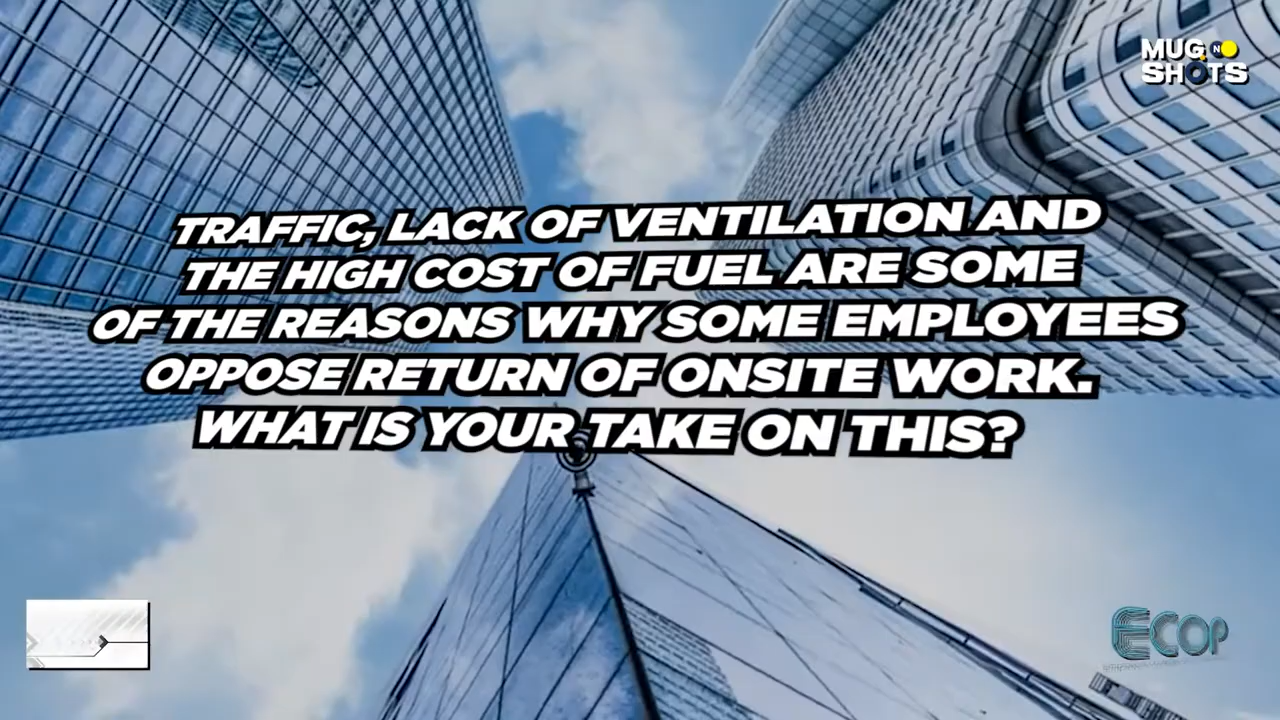 MUG N
SHOTS
TRAFFIC, LACK OF VENTILATION AND
THE HIGH COST OF FUEL ARE SOME
OF THE REASONS WHY SOME EMPLOYEES
OPPOSE RETURN OF ONSITE WORK.
WHAT IS YOUR TAKE ON THIS?
ECOP